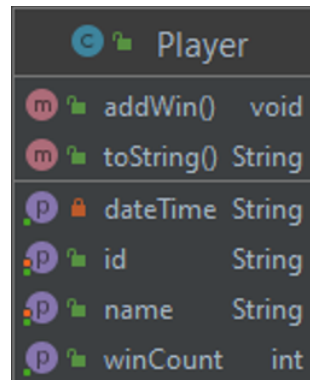 C Player
m addWin() void
m toString() String
p dateTime String
p id String
p name String
p winCount int